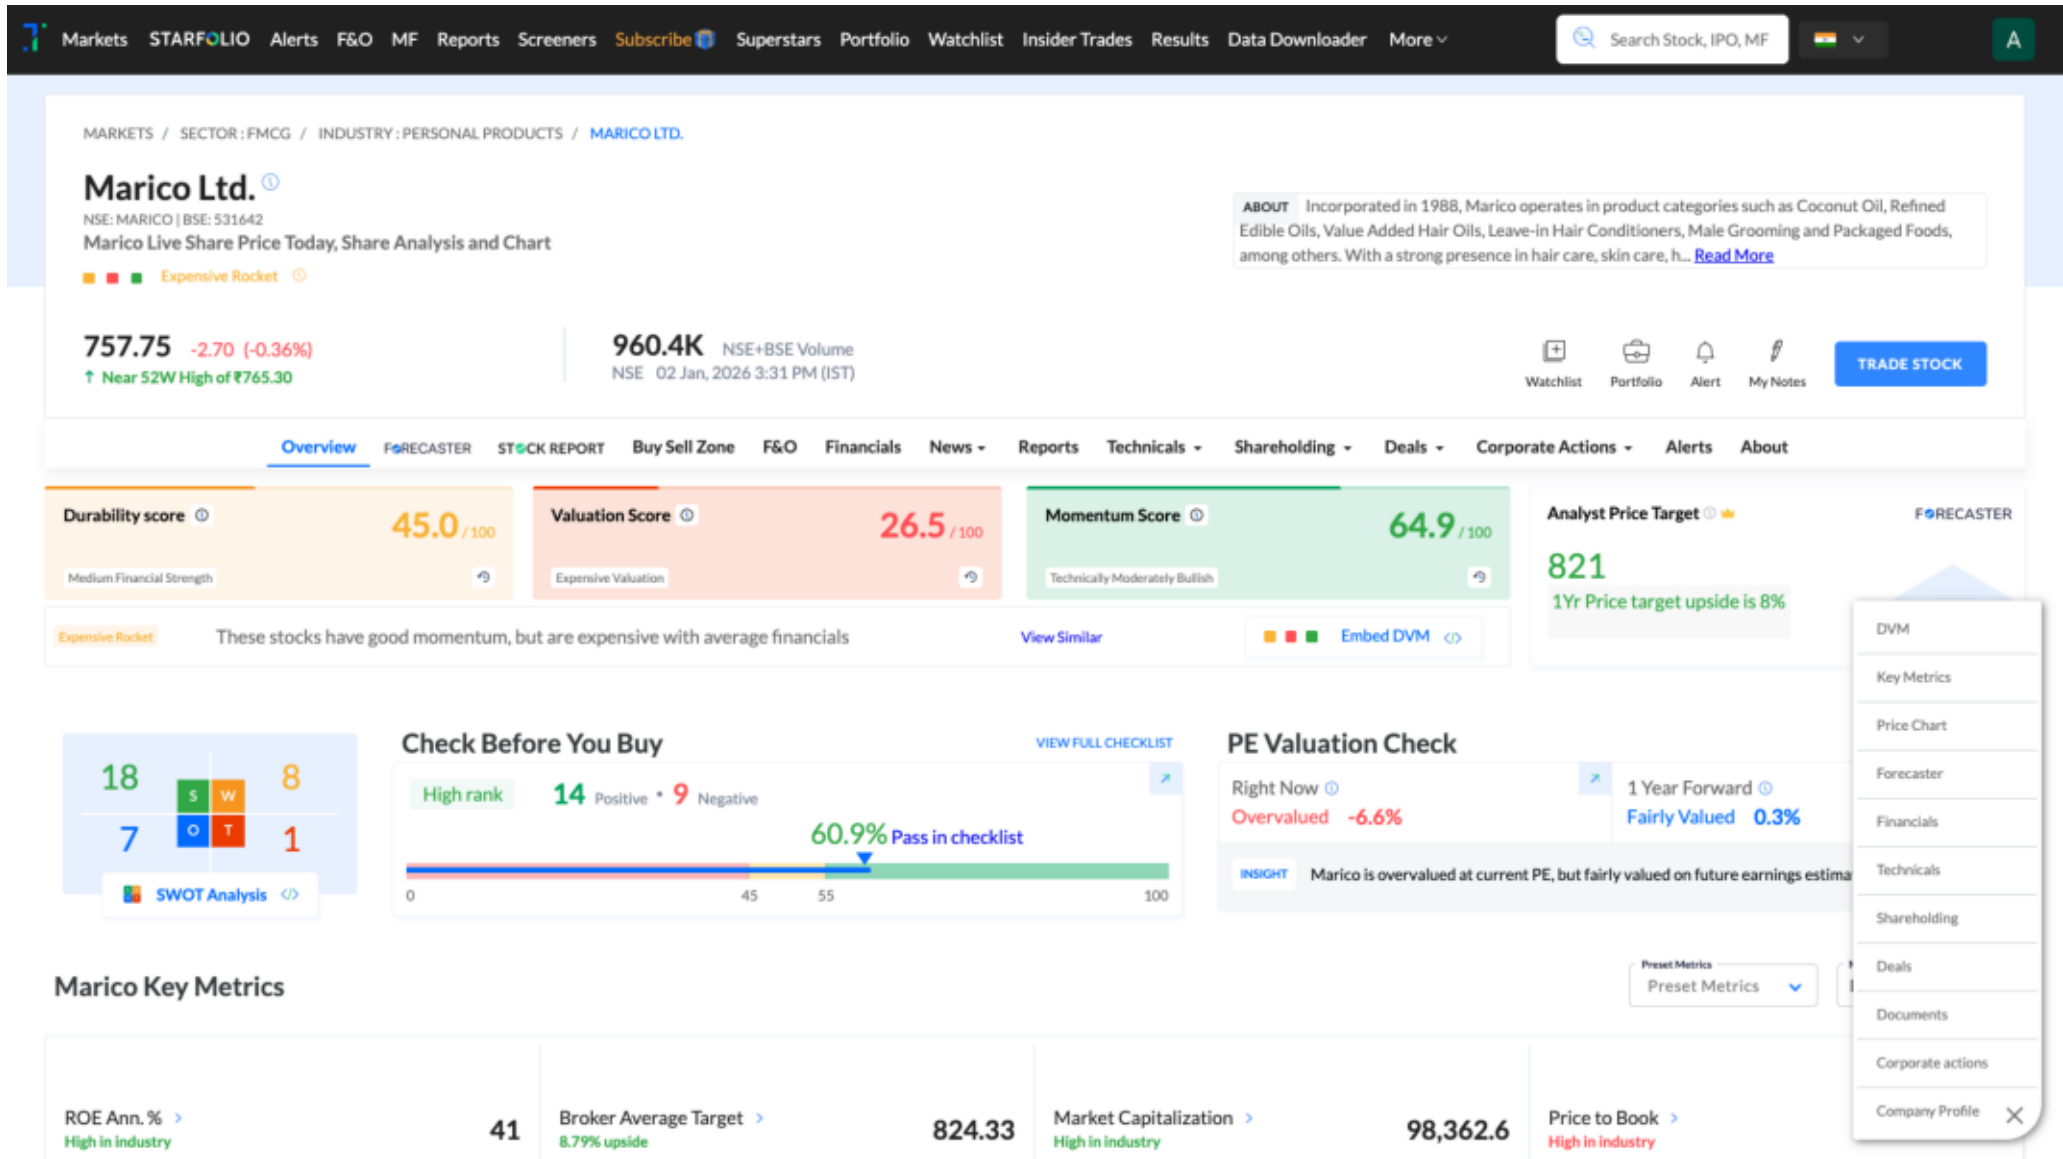 Markets STARFOLIO Alerts F&O MF Reports Screeners Subscribe Superstars Portfolio Watchlist Insider Trades Results Data Downloader More Search Stock, IPO, MF A
MARKETS / SECTOR : FMCG / INDUSTRY : PERSONAL PRODUCTS / MARICO LTD.
Marico Ltd.
NSE: MARICO | BSE: 531642
Marico Live Share Price Today, Share Analysis and Chart
Expensive Rocket
ABOUT Incorporated in 1988, Marico operates in product categories such as Coconut Oil, Refined
Edible Oils, Value Added Hair Oils, Leave-in Hair Conditioners, Male Grooming and Packaged Foods,
among others. With a strong presence in hair care, skin care, h... Read More
757.75 -2.70 (-0.36%)
↑ Near 52W High of ₹765.30
960.4K NSE+BSE Volume
NSE 02 Jan, 2026 3:31 PM (IST)
Watchlist Portfolio Alert My Notes TRADE STOCK
Overview FORECASTER STOCK REPORT Buy Sell Zone F&O Financials News Reports Technicals Shareholding Deals Corporate Actions Alerts About
Durability score 45.0 / 100
Medium Financial Strength
Valuation Score 26.5 / 100
Expensive Valuation
Momentum Score 64.9 / 100
Technically Moderately Bullish
Analyst Price Target FORECASTER
821
1Yr Price target upside is 8%
Expensive Rocket These stocks have good momentum, but are expensive with average financials View Similar Embed DVM </>
18 8
S W
O T
7 1
SWOT Analysis </>
Check Before You Buy VIEW FULL CHECKLIST
High rank 14 Positive * 9 Negative
60.9% Pass in checklist
0 45 55 100
PE Valuation Check
Right Now
Overvalued -6.6%
1 Year Forward
Fairly Valued 0.3%
INSIGHT Marico is overvalued at current PE, but fairly valued on future earnings estima
Marico Key Metrics
Preset Metrics
Preset Metrics
ROE Ann. % 41
High in industry
Broker Average Target 824.33
8.79% upside
Market Capitalization 98,362.6
High in industry
Price to Book
High in industry
DVM
Key Metrics
Price Chart
Forecaster
Financials
Technicals
Shareholding
Deals
Documents
Corporate actions
Company Profile